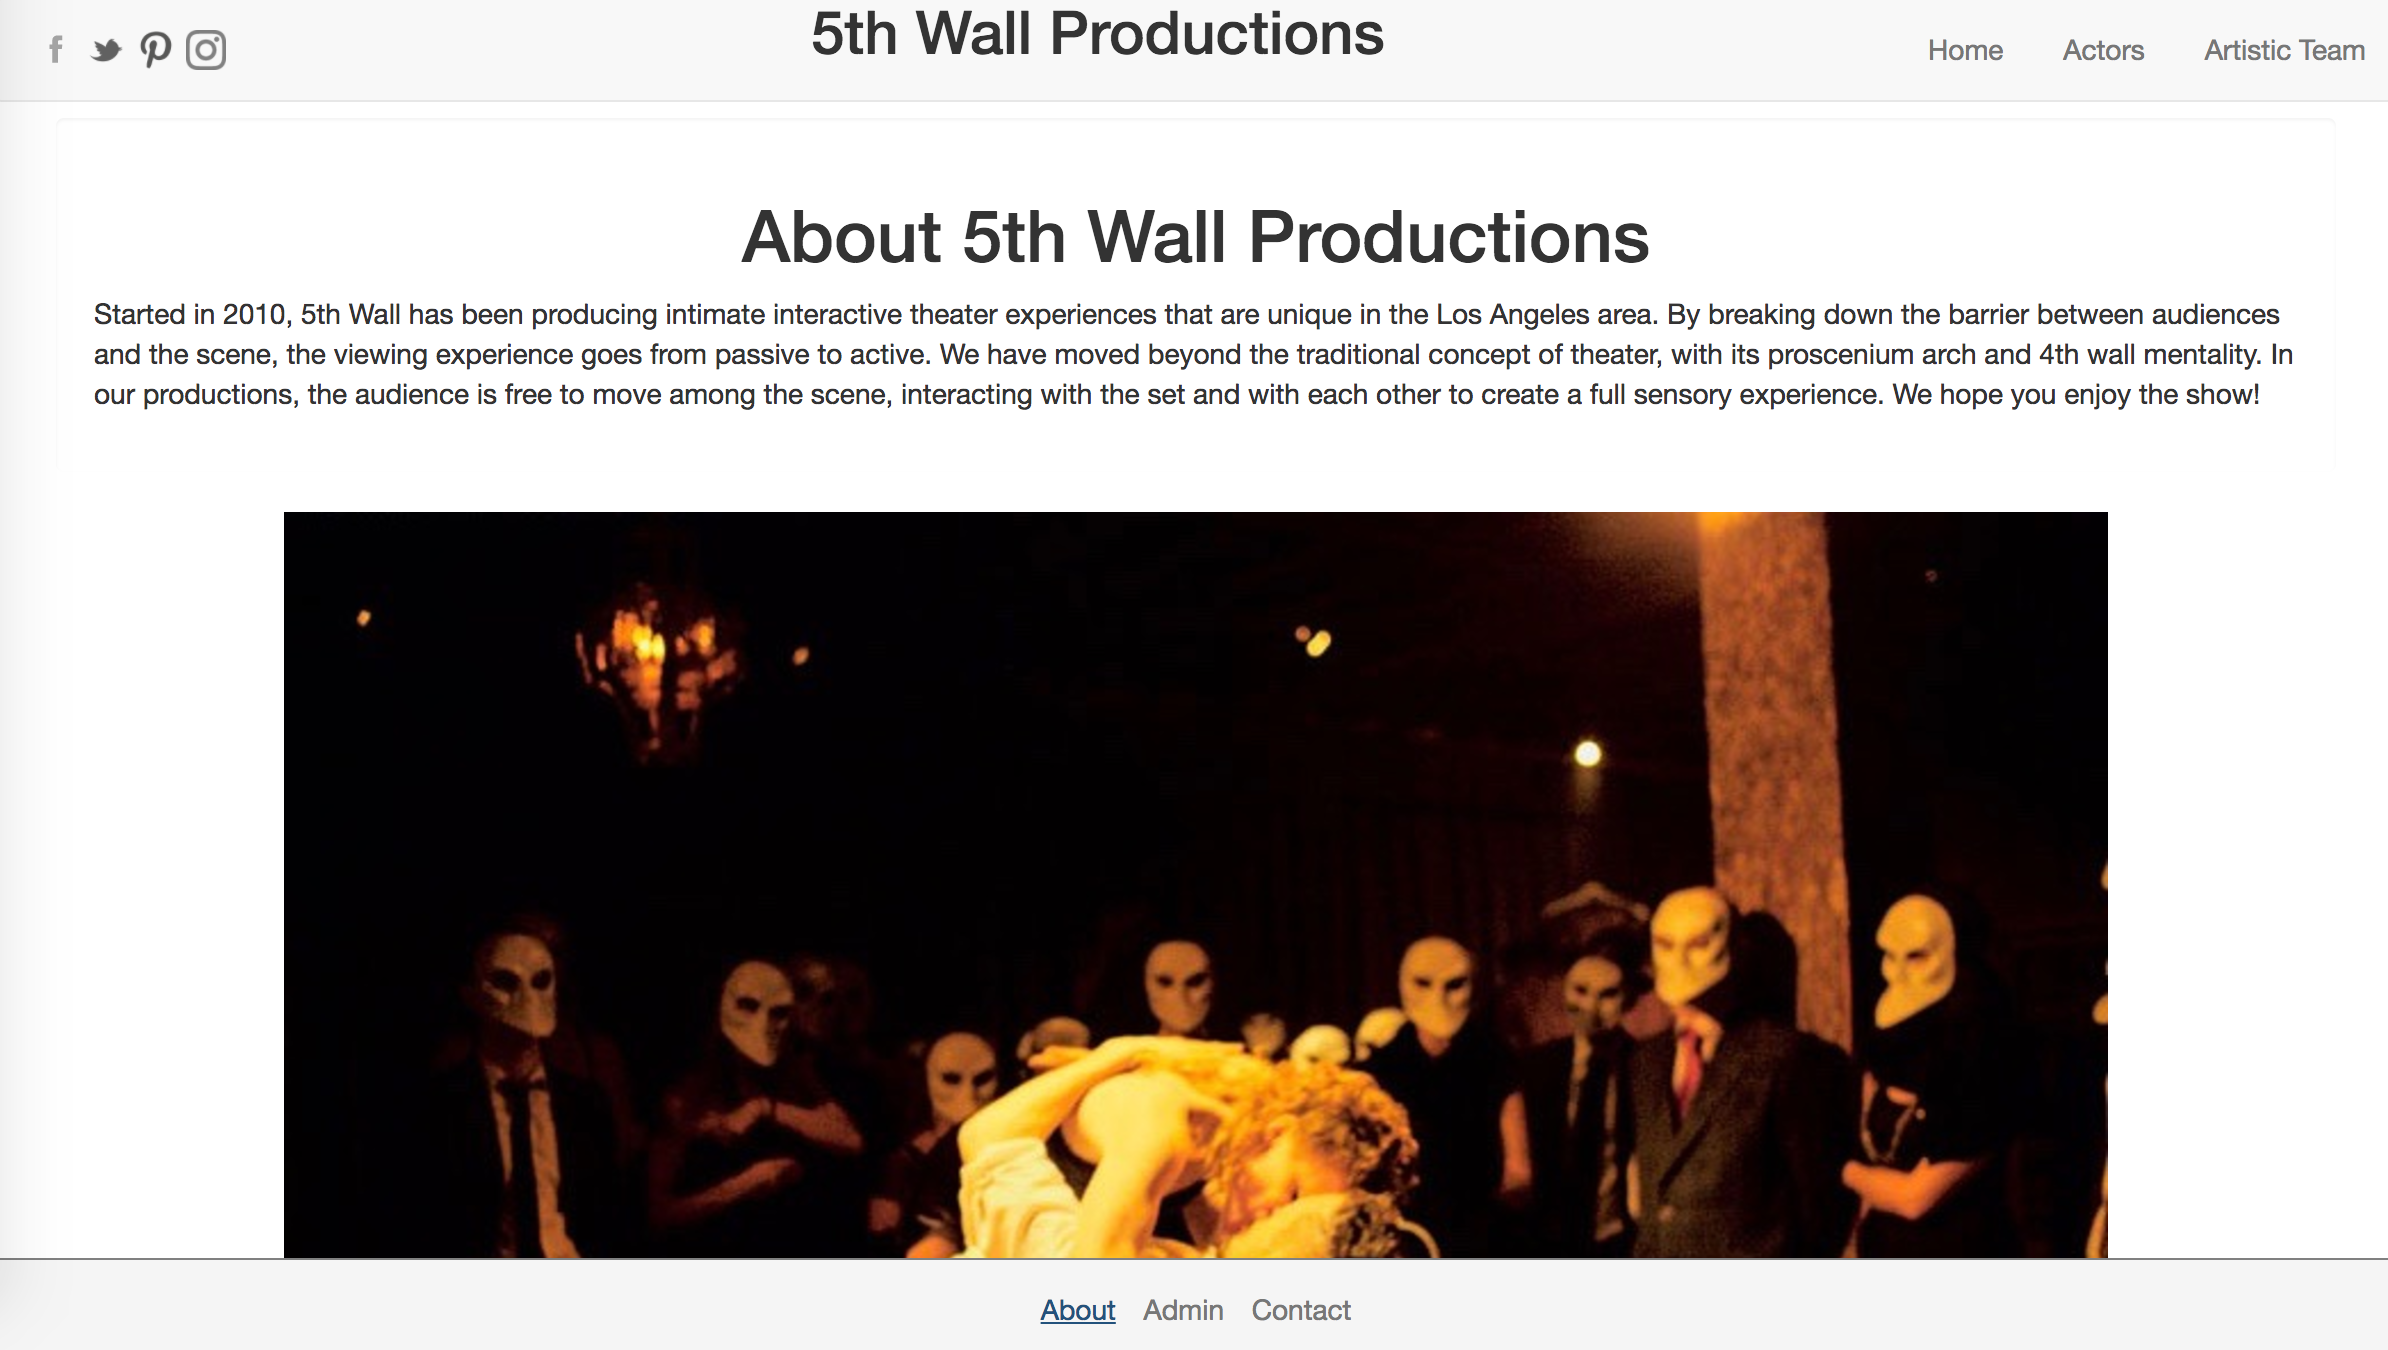 5th Wall Productions
Home Actors Artistic Team
About 5th Wall Productions
Started in 2010, 5th Wall has been producing intimate interactive theater experiences that are unique in the Los Angeles area. By breaking down the barrier between audiences
and the scene, the viewing experience goes from passive to active. We have moved beyond the traditional concept of theater, with its proscenium arch and 4th wall mentality. In
our productions, the audience is free to move among the scene, interacting with the set and with each other to create a full sensory experience. We hope you enjoy the show!
About Admin Contact